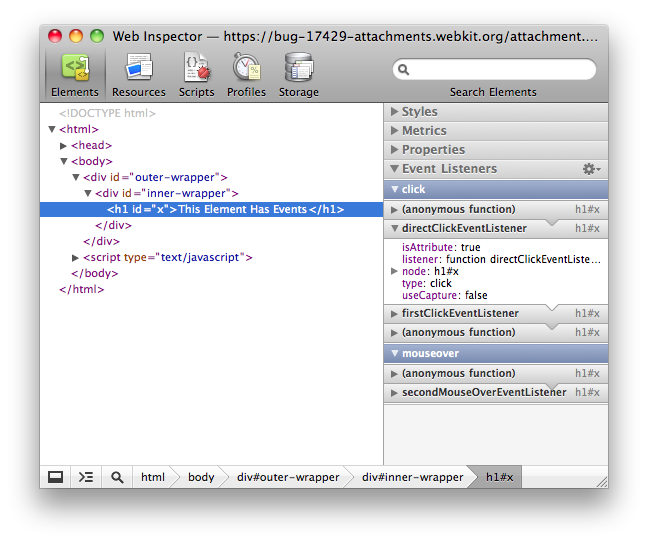 Web Inspector — https://bug-17429-attachments.webkit.org/attachment....
Elements Resources Scripts Profiles Storage Search Elements
<!DOCTYPE html>
<html>
<head>
<body>
<div id="outer-wrapper">
<div id="inner-wrapper">
<h1 id="x">This Element Has Events</h1>
</div>
</div>
<script type="text/javascript">
</body>
</html>
Styles
Metrics
Properties
Event Listeners
click
(anonymous function) h1#x
directClickEventListener h1#x
isAttribute: true
listener: function directClickEventListe...
node: h1#x
type: click
useCapture: false
firstClickEventListener h1#x
(anonymous function) h1#x
mouseover
(anonymous function) h1#x
secondMouseOverEventListener h1#x
html body div#outer-wrapper div#inner-wrapper h1#x